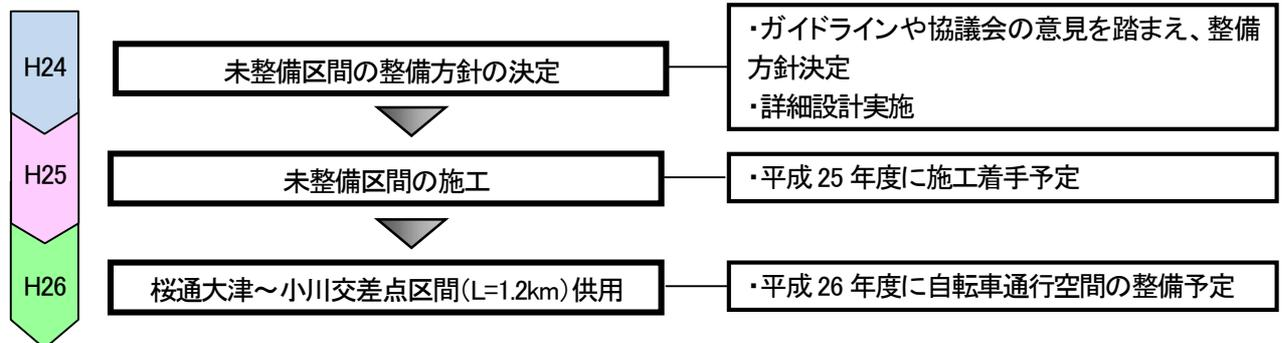 H24
未整備区間の整備方針の決定
・ガイドラインや協議会の意見を踏まえ、整備
方針決定
・詳細設計実施
H25
未整備区間の施工
・平成 25 年度に施工着手予定
H26
桜通大津～小川交差点区間（L=1.2km）供用
・平成 26 年度に自転車通行空間の整備予定